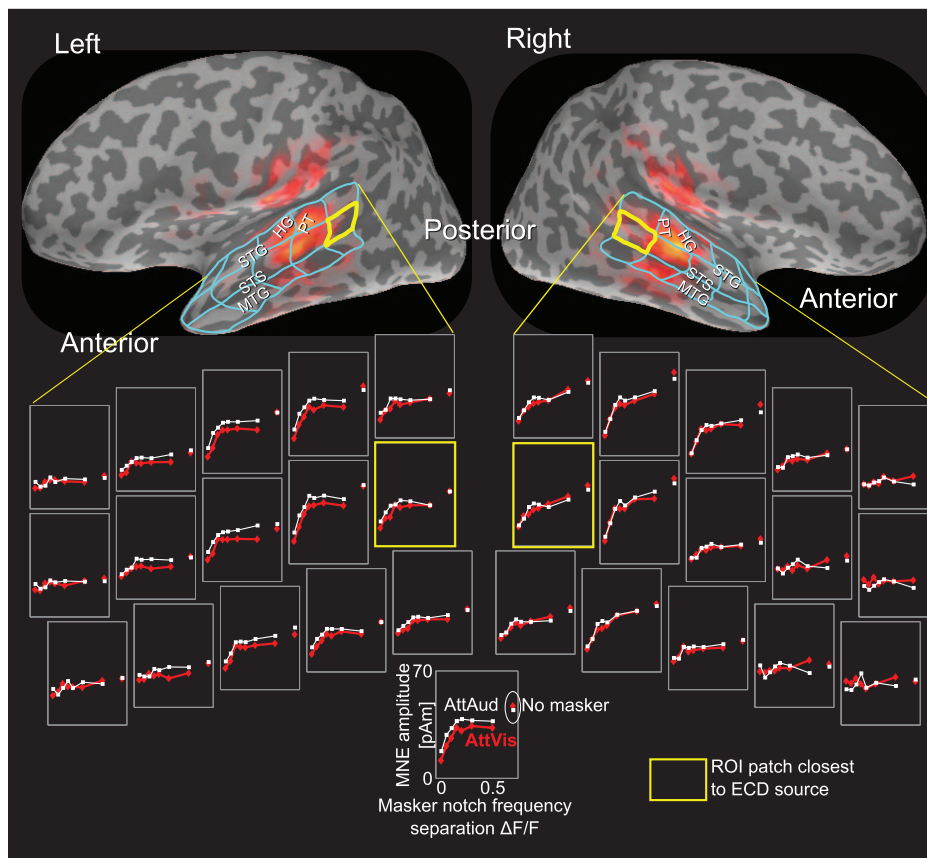 Left
Right
HG
PT
STG
STS
MTG
Posterior
PT
HG
STG
STS
MTG
Anterior
Anterior
70
MNE amplitude
[pAm]
AttAud
No masker
AttVis
0
0
0.5
Masker notch frequency
separation ΔF/F
ROI patch closest
to ECD source